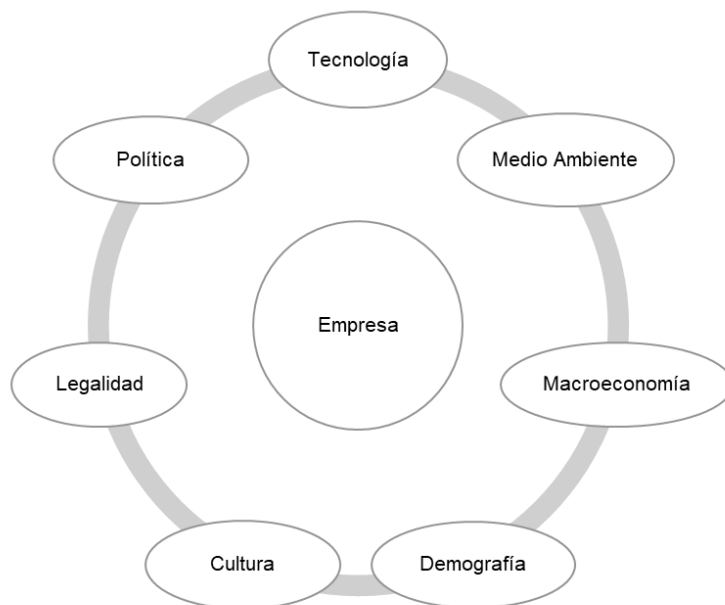 Tecnología
Política
Medio Ambiente
Empresa
Legalidad
Macroeconomía
Cultura
Demografía